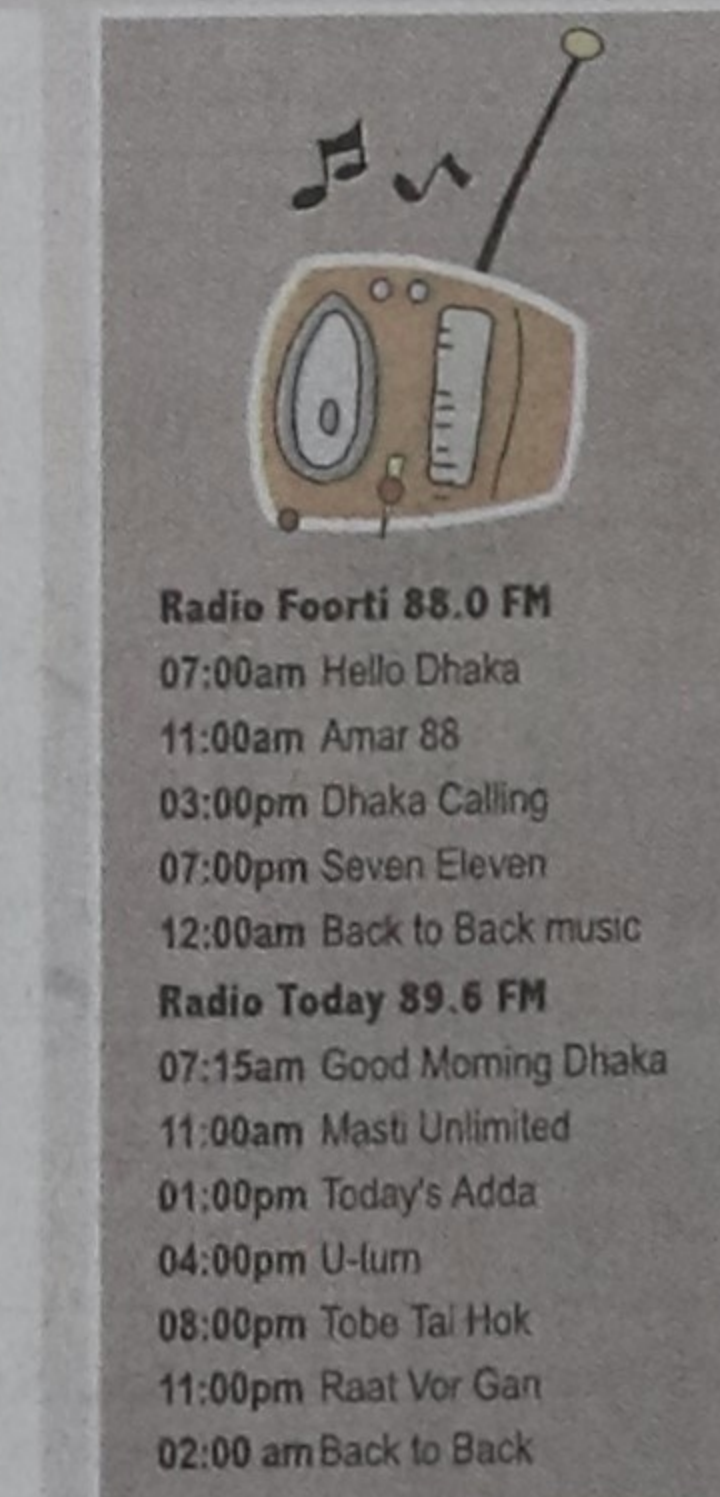 Radio Foorti 88.0 FM
07:00am Hello Dhaka
11:00am Amar 88
03:00pm Dhaka Calling
07:00pm Seven Eleven
12:00am Back to Back music
Radio Today 89.6 FM
07:15am Good Morning Dhaka
11:00am Masti Unlimited
01:00pm Today's Adda
04:00pm U-turn
08:00pm Tobe Tai Hok
11:00pm Raat Vor Gan
02:00 am Back to Back